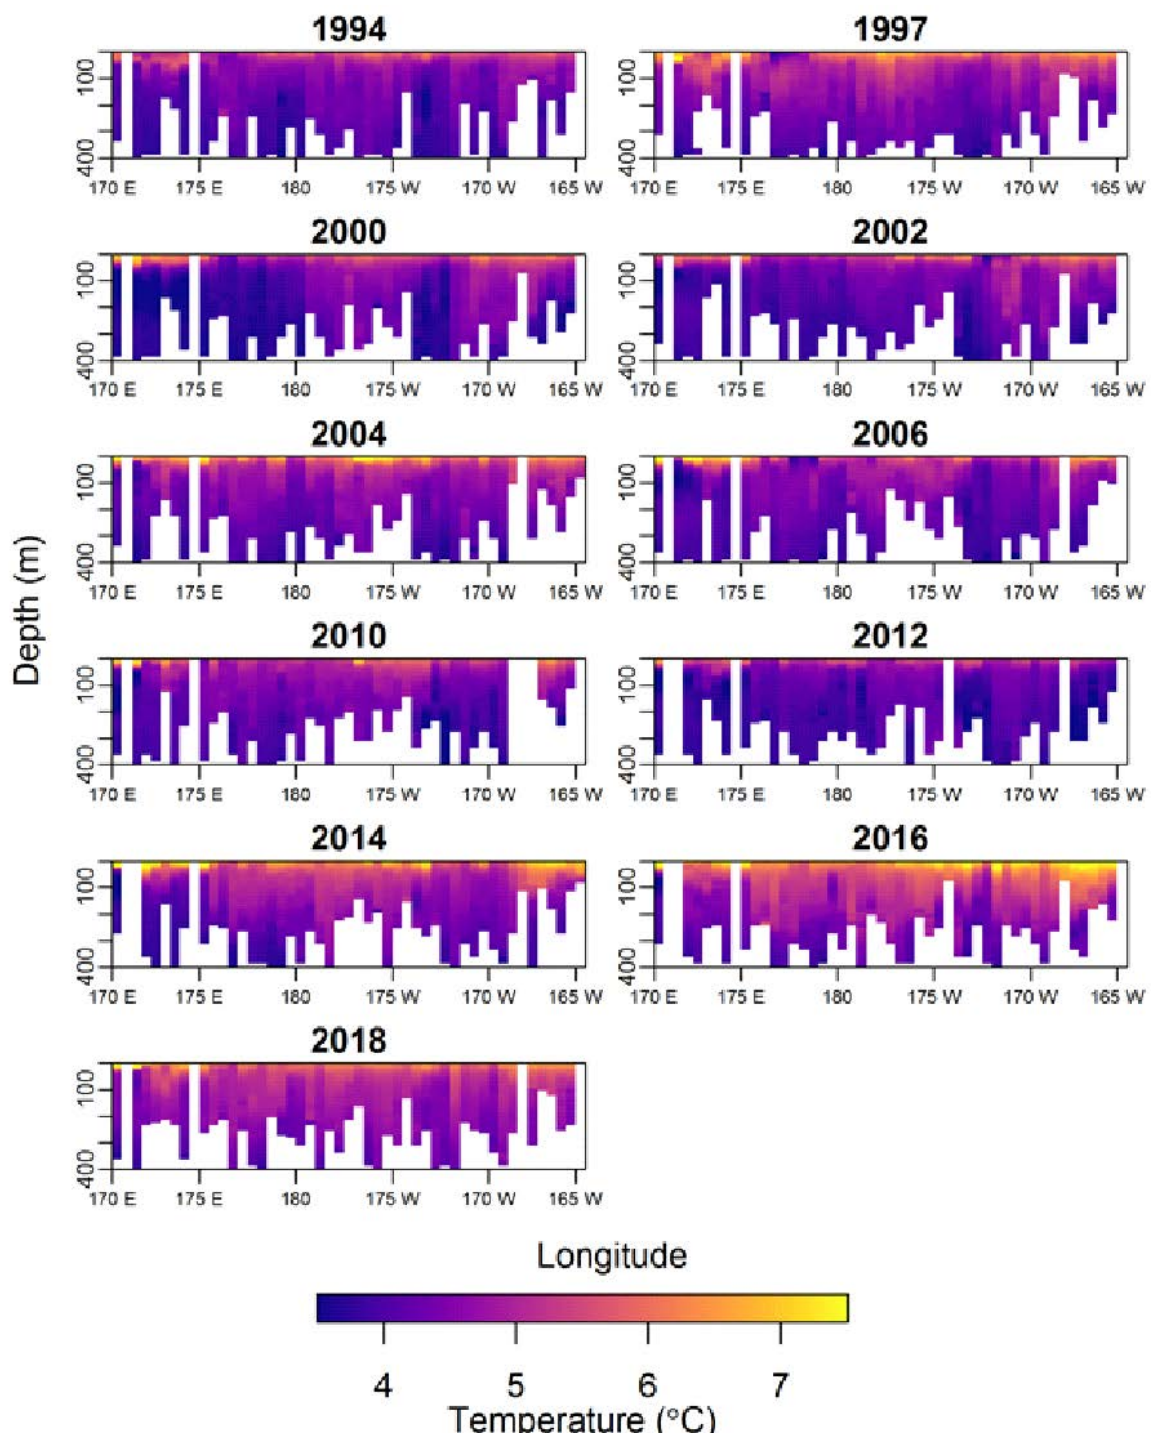 1994 1997
100 100
400 400
170 E 175 E 180 175 W 170 W 165 W 170 E 175 E 180 175 W 170 W 165 W
2000 2002
100 100
400 400
170 E 175 E 180 175 W 170 W 165 W 170 E 175 E 180 175 W 170 W 165 W
2004 2006
100 100
400 400
170 E 175 E 180 175 W 170 W 165 W 170 E 175 E 180 175 W 170 W 165 W
Depth (m)
2010 2012
100 100
400 400
170 E 175 E 180 175 W 170 W 165 W 170 E 175 E 180 175 W 170 W 165 W
2014 2016
100 100
400 400
170 E 175 E 180 175 W 170 W 165 W 170 E 175 E 180 175 W 170 W 165 W
2018
100
400
170 E 175 E 180 175 W 170 W 165 W
Longitude
4 5 6 7
Temperature (°C)